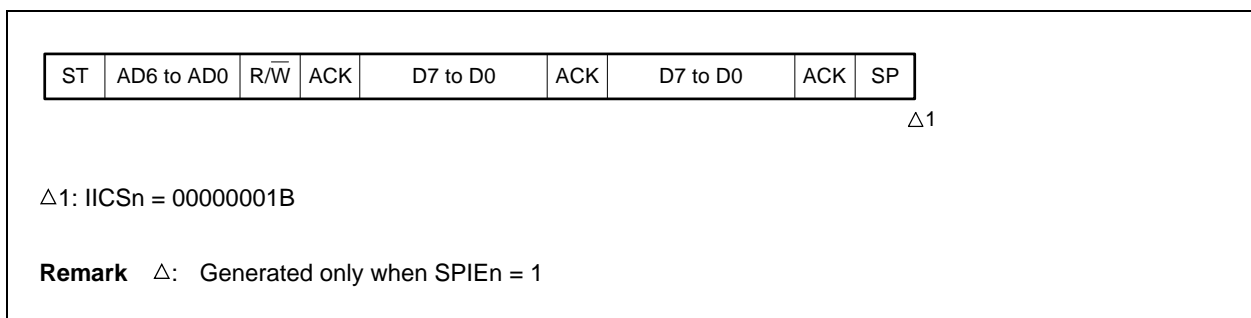 ST AD6 to AD0 R/W̅ ACK D7 to D0 ACK D7 to D0 ACK SP
△1
△1: IICSn = 00000001B
Remark △: Generated only when SPIEn = 1